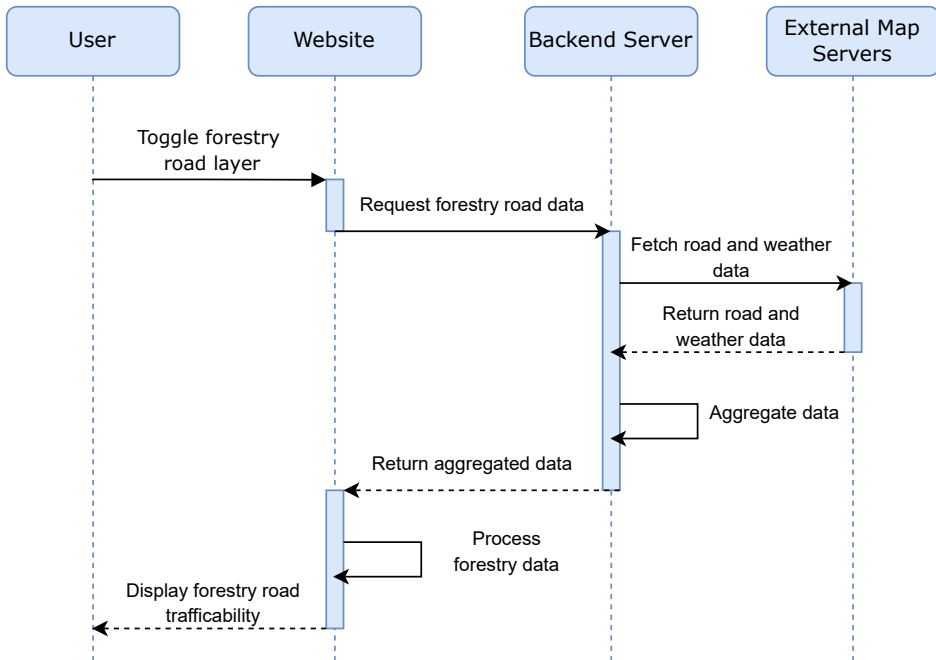 User
Website
Backend Server
External Map
Servers
Toggle forestry
road layer
Request forestry road data
Fetch road and weather
data
Return road and
weather data
Aggregate data
Return aggregated data
Process
forestry data
Display forestry road
trafficability